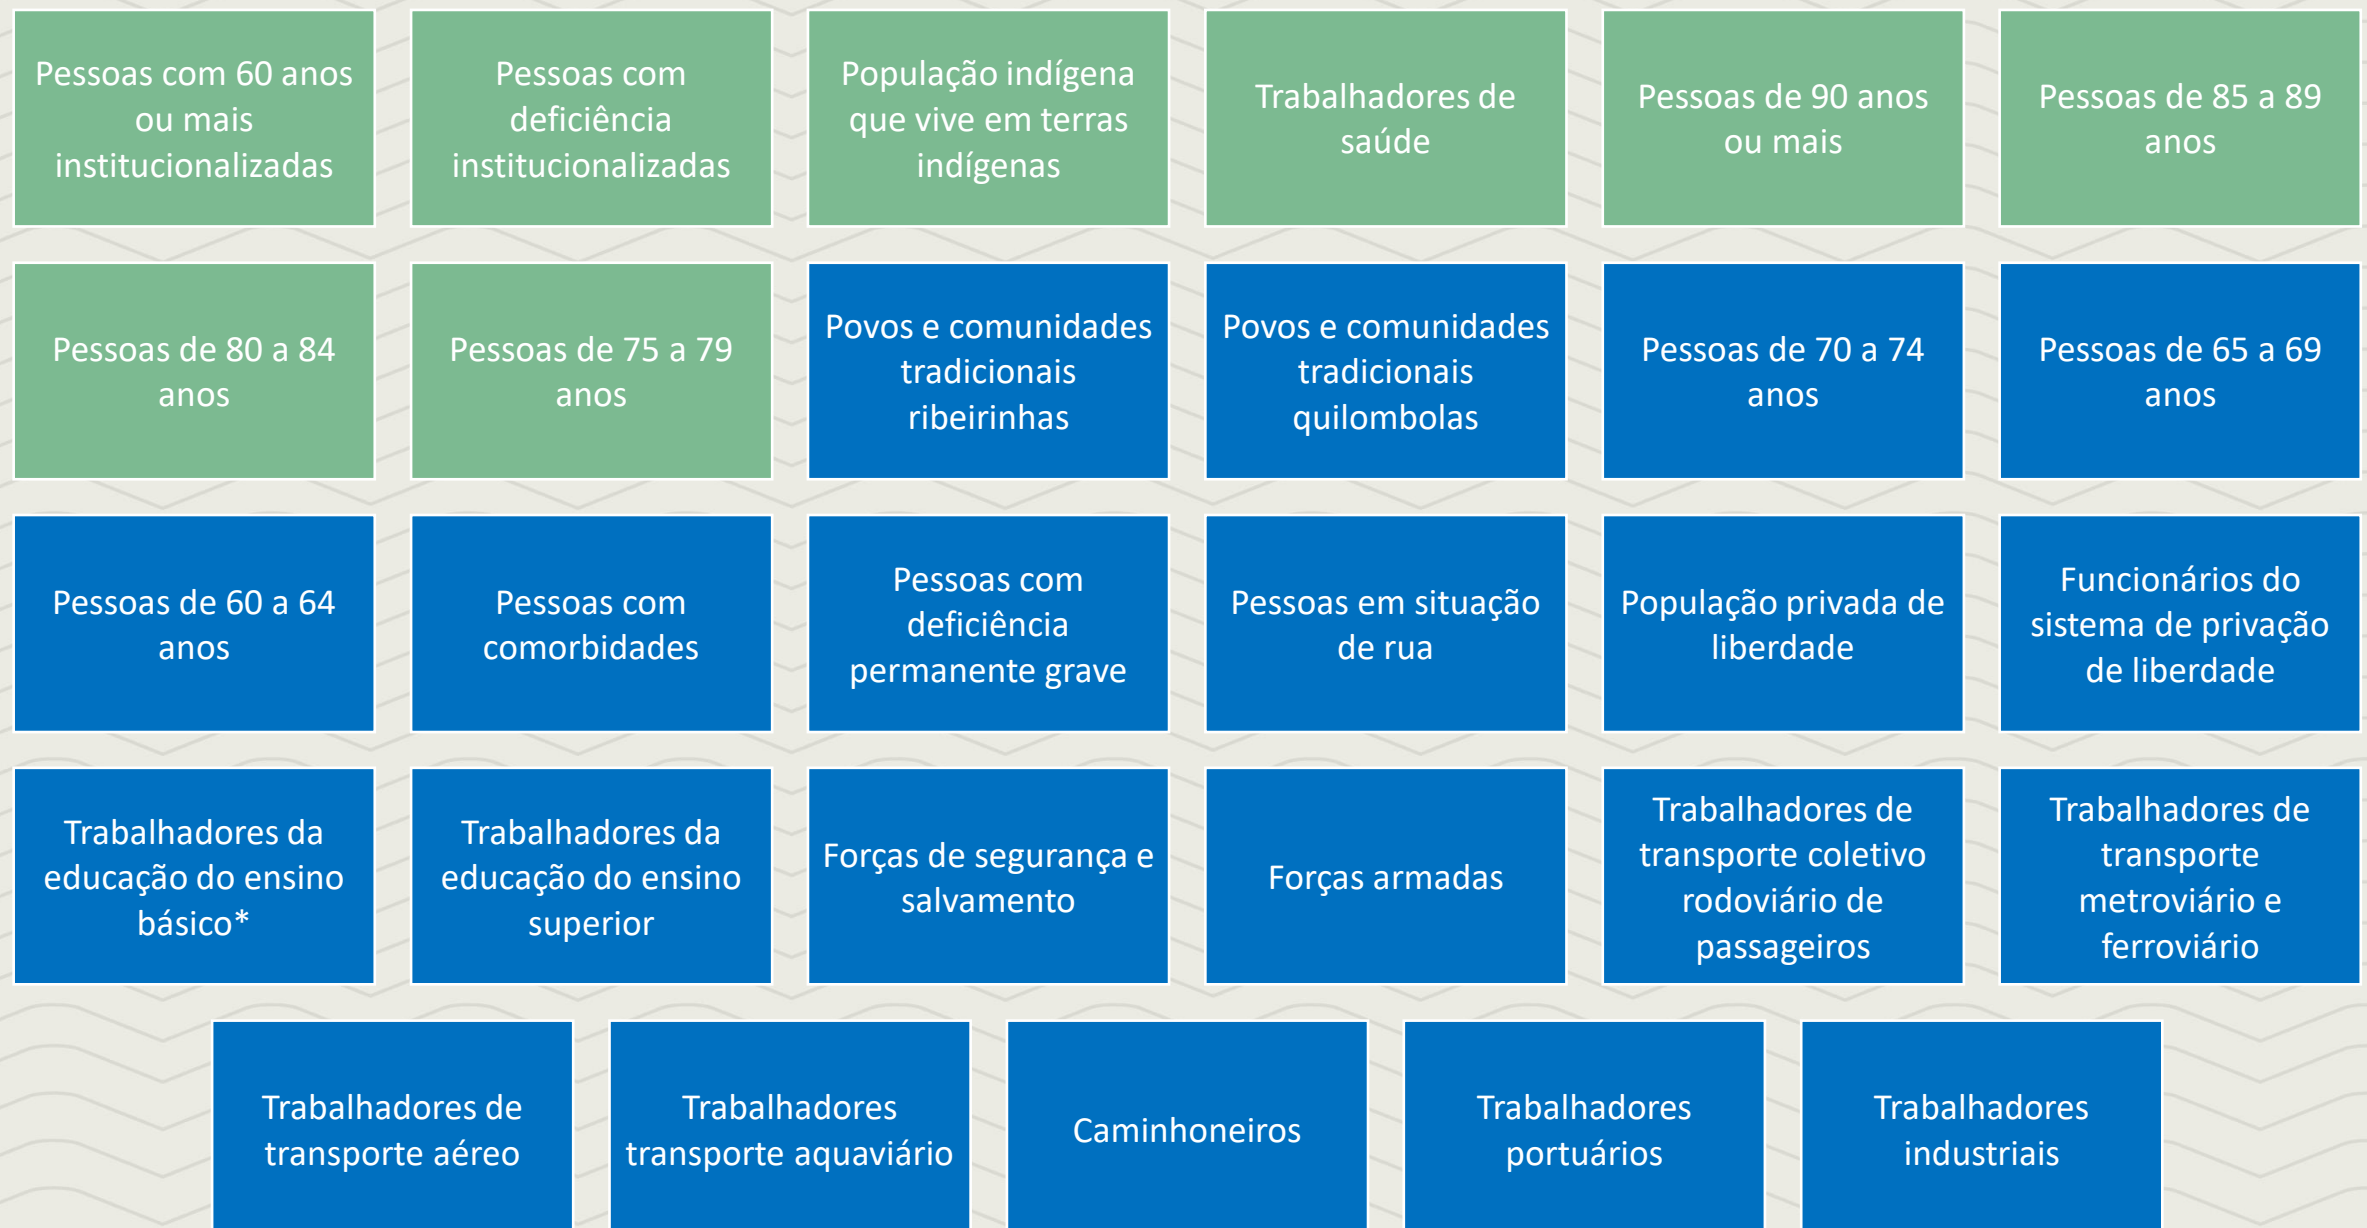 Pessoas com 60 anos
ou mais
institucionalizadas
Pessoas com
deficiência
institucionalizadas
População indígena
que vive em terras
indígenas
Trabalhadores de
saúde
Pessoas de 90 anos
ou mais
Pessoas de 85 a 89
anos
Pessoas de 80 a 84
anos
Pessoas de 75 a 79
anos
Povos e comunidades
tradicionais
ribeirinhas
Povos e comunidades
tradicionais
quilombolas
Pessoas de 70 a 74
anos
Pessoas de 65 a 69
anos
Pessoas de 60 a 64
anos
Pessoas com
comorbidades
Pessoas com
deficiência
permanente grave
Pessoas em situação
de rua
População privada de
liberdade
Funcionários do
sistema de privação
de liberdade
Trabalhadores da
educação do ensino
básico*
Trabalhadores da
educação do ensino
superior
Forças de segurança e
salvamento
Forças armadas
Trabalhadores de
transporte coletivo
rodoviário de
passageiros
Trabalhadores de
transporte
metroviário e
ferroviário
Trabalhadores de
transporte aéreo
Trabalhadores
transporte aquaviário
Caminhoneiros
Trabalhadores
portuários
Trabalhadores
industriais